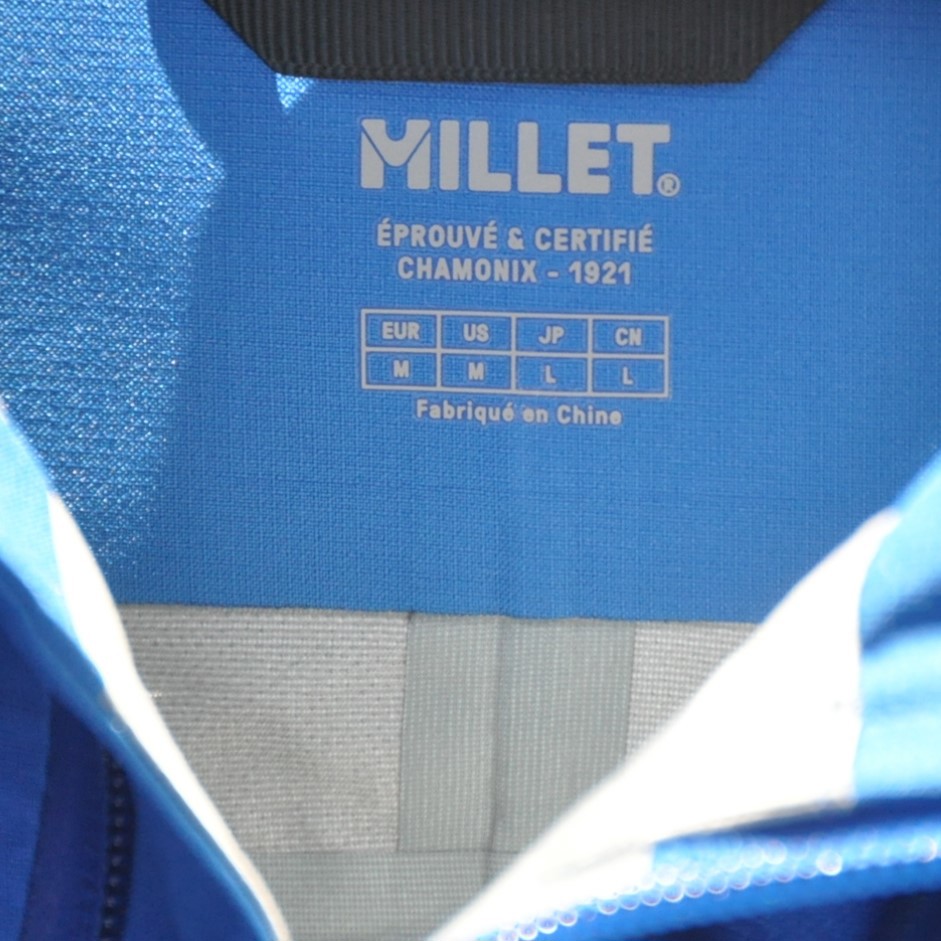 MILLET®
ÉPROUVÉ & CERTIFIÉ
CHAMONIX - 1921
EUR US JP CN
M M L L
Fabriqué en Chine